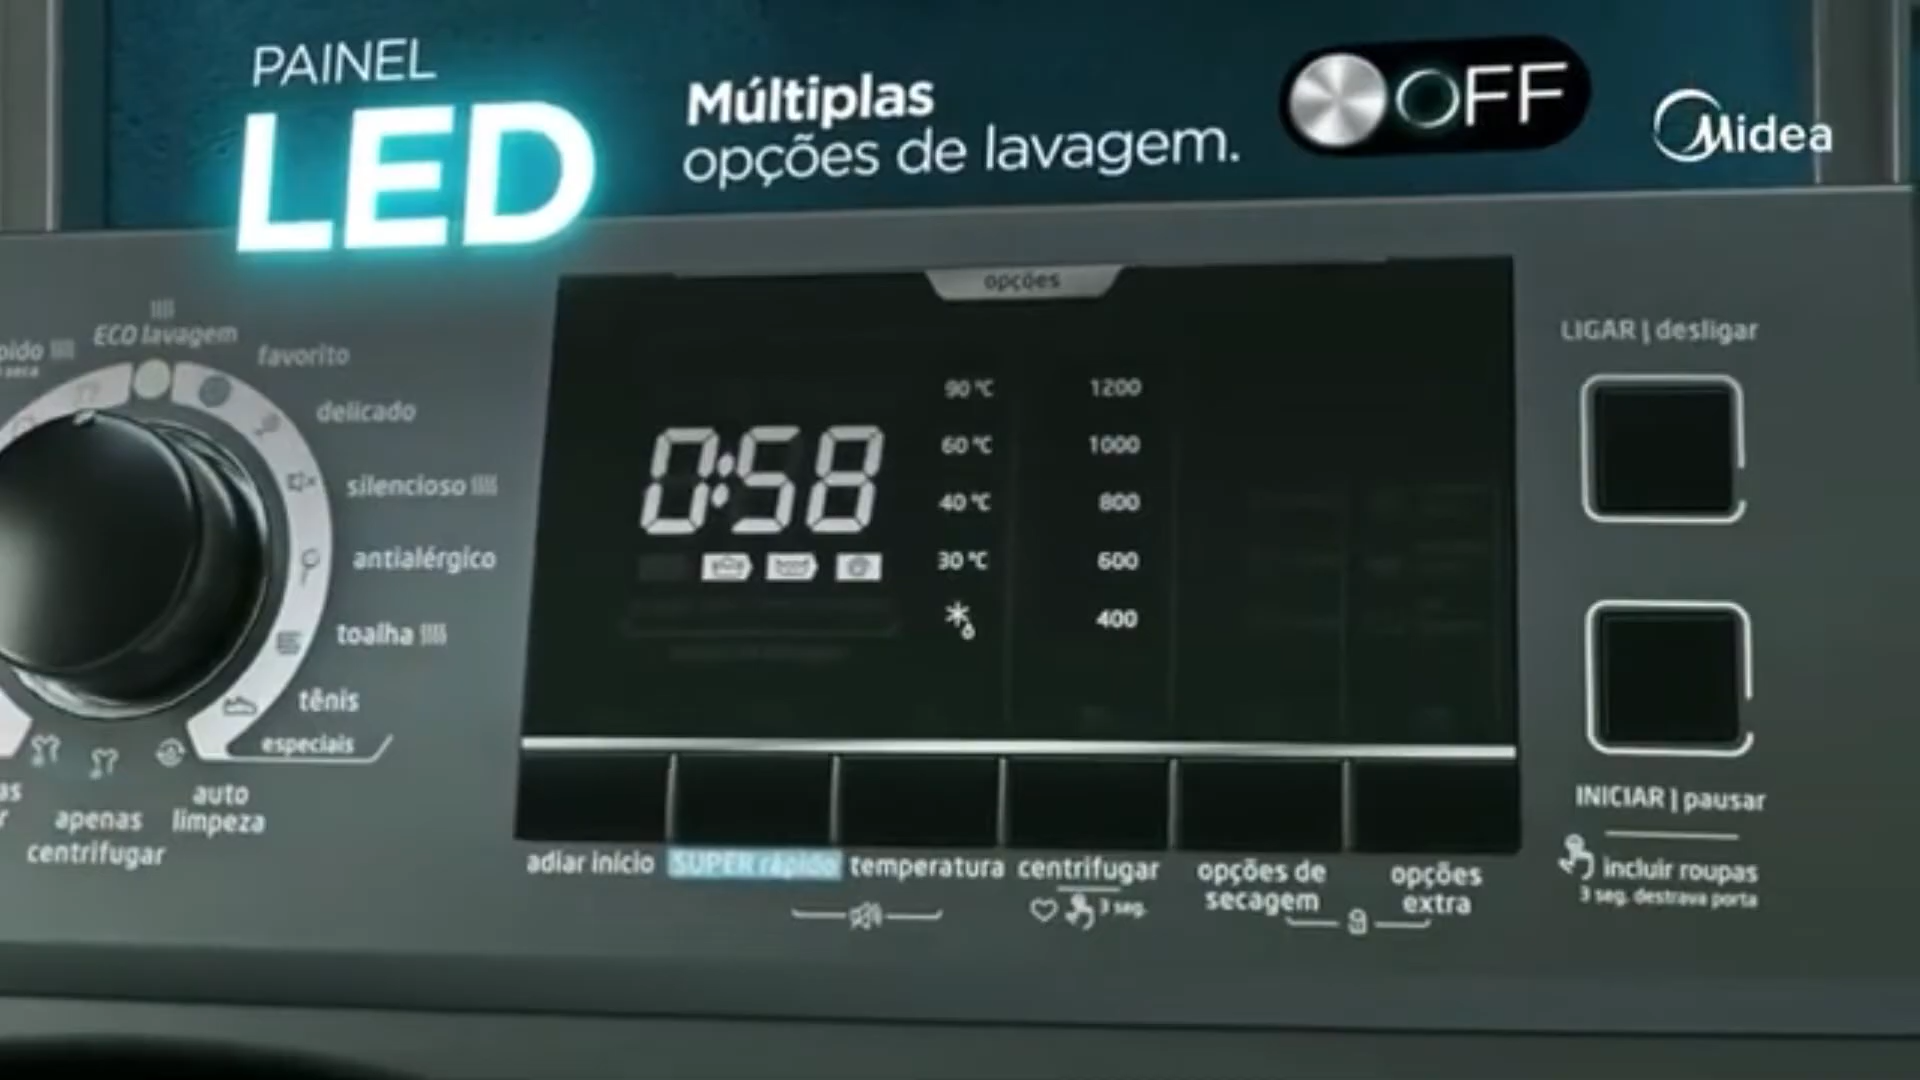 PAINEL
LED
Múltiplas
opções de lavagem.
OFF
Midea
opções
ECO lavagem
favorito
delicado
silencioso
antialérgico
toalha
tênis
especiais
auto
limpeza
apenas
centrifugar
0:58
90 °C
60 °C
40 °C
30 °C
1200
1000
800
600
400
adiar início
SUPER rápido
temperatura
centrifugar
3 seg.
opções de
secagem
opções
extra
LIGAR | desligar
INICIAR | pausar
incluir roupas
3 seg. destrava porta